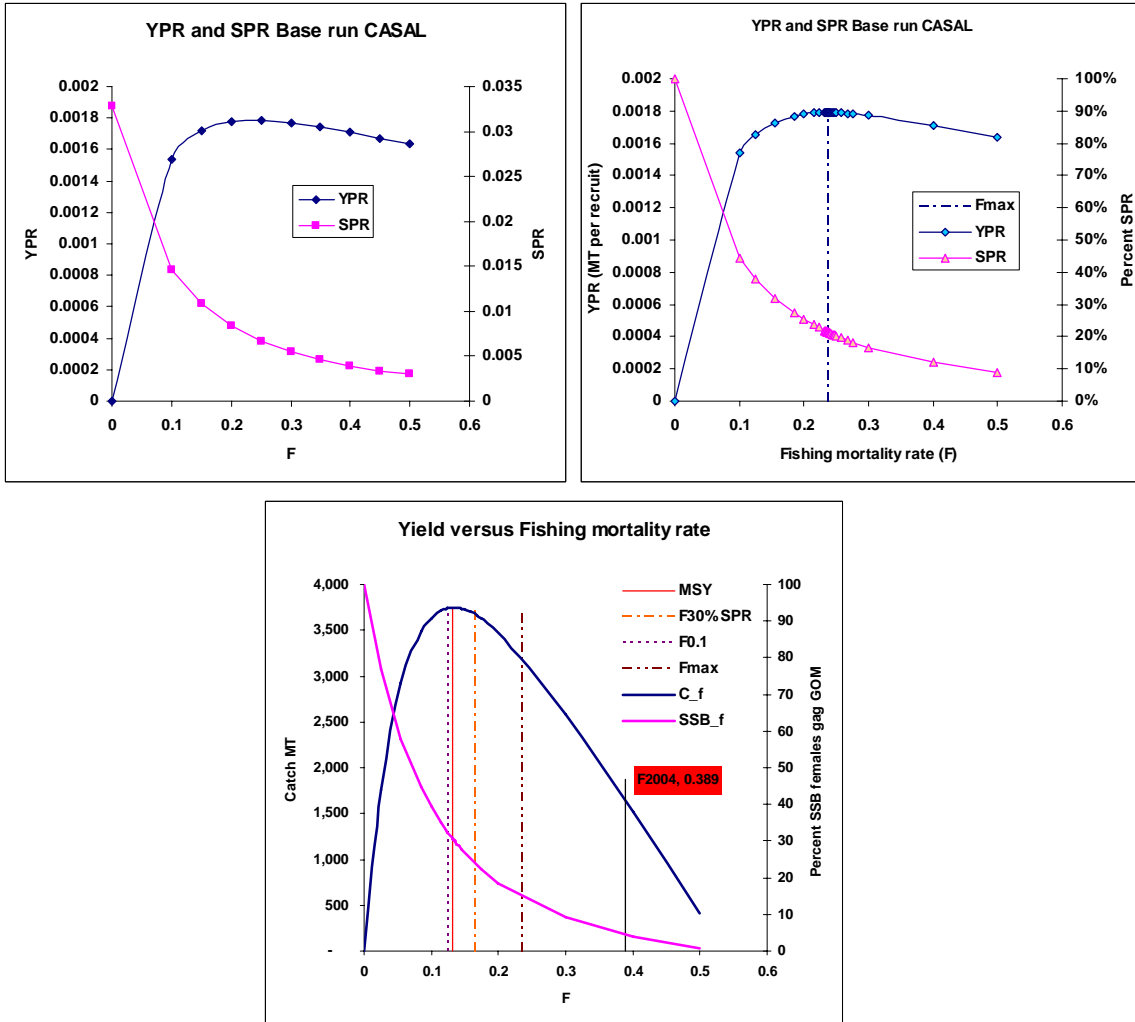 YPR and SPR Base run CASAL
0.002
0.0018
0.0016
0.0014
0.0012
0.001
0.0008
0.0006
0.0004
0.0002
0
YPR
0.035
0.03
0.025
0.02
0.015
0.01
0.005
0
SPR
YPR
SPR
0 0.1 0.2 0.3 0.4 0.5 0.6
F
YPR and SPR Base run CASAL
0.002
0.0018
0.0016
0.0014
0.0012
0.001
0.0008
0.0006
0.0004
0.0002
0
YPR (MT per recruit)
100%
90%
80%
70%
60%
50%
40%
30%
20%
10%
0%
Percent SPR
Fmax
YPR
SPR
0 0.1 0.2 0.3 0.4 0.5 0.6
Fishing mortality rate (F)
Yield versus Fishing mortality rate
4,000
3,500
3,000
2,500
2,000
1,500
1,000
500
-
Catch MT
100
90
80
70
60
50
40
30
20
10
0
Percent SSB females gag GOM
MSY
F30%SPR
F0.1
Fmax
C_f
SSB_f
F2004, 0.389
0 0.1 0.2 0.3 0.4 0.5 0.6
F